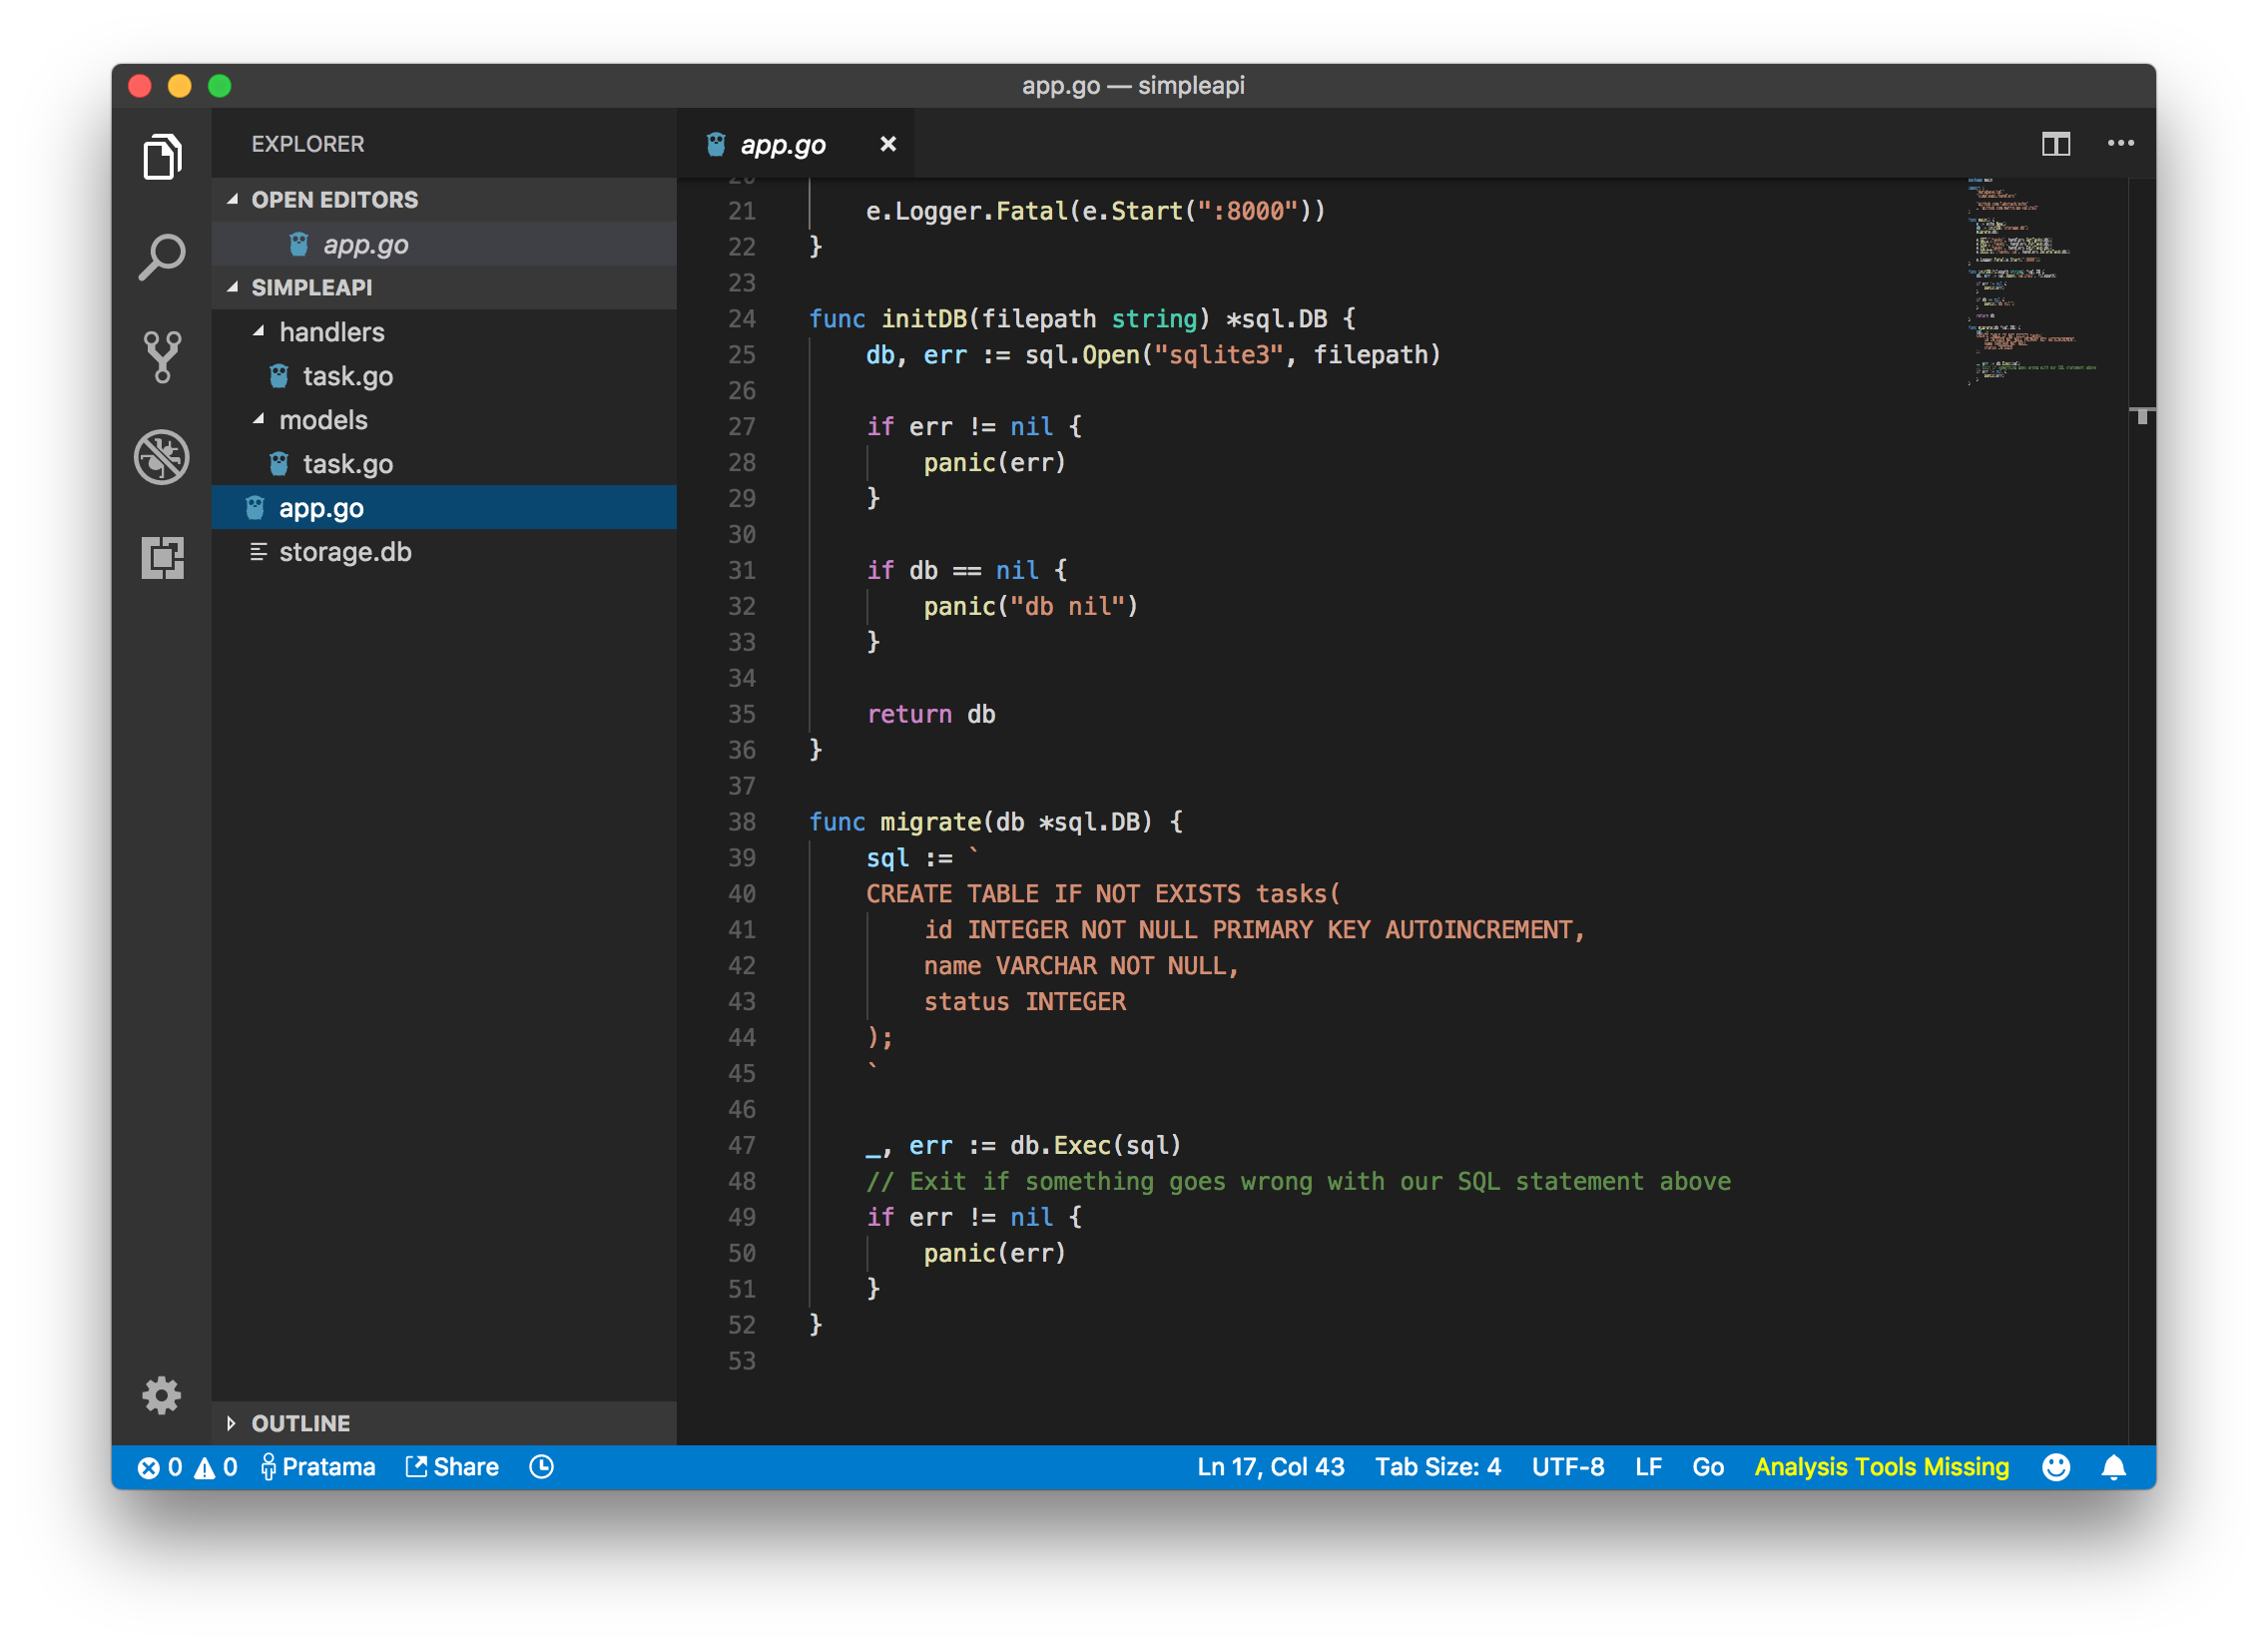 app.go — simpleapi
EXPLORER
OPEN EDITORS
app.go
SIMPLEAPI
handlers
task.go
models
task.go
app.go
storage.db
OUTLINE
app.go
21 e.Logger.Fatal(e.Start(":8000"))
22 }
23
24 func initDB(filepath string) *sql.DB {
25 db, err := sql.Open("sqlite3", filepath)
26
27 if err != nil {
28 panic(err)
29 }
30
31 if db == nil {
32 panic("db nil")
33 }
34
35 return db
36 }
37
38 func migrate(db *sql.DB) {
39 sql := `
40 CREATE TABLE IF NOT EXISTS tasks(
41 id INTEGER NOT NULL PRIMARY KEY AUTOINCREMENT,
42 name VARCHAR NOT NULL,
43 status INTEGER
44 );
45 `
46
47 _, err := db.Exec(sql)
48 // Exit if something goes wrong with our SQL statement above
49 if err != nil {
50 panic(err)
51 }
52 }
53
0 0 Pratama Share Ln 17, Col 43 Tab Size: 4 UTF-8 LF Go Analysis Tools Missing